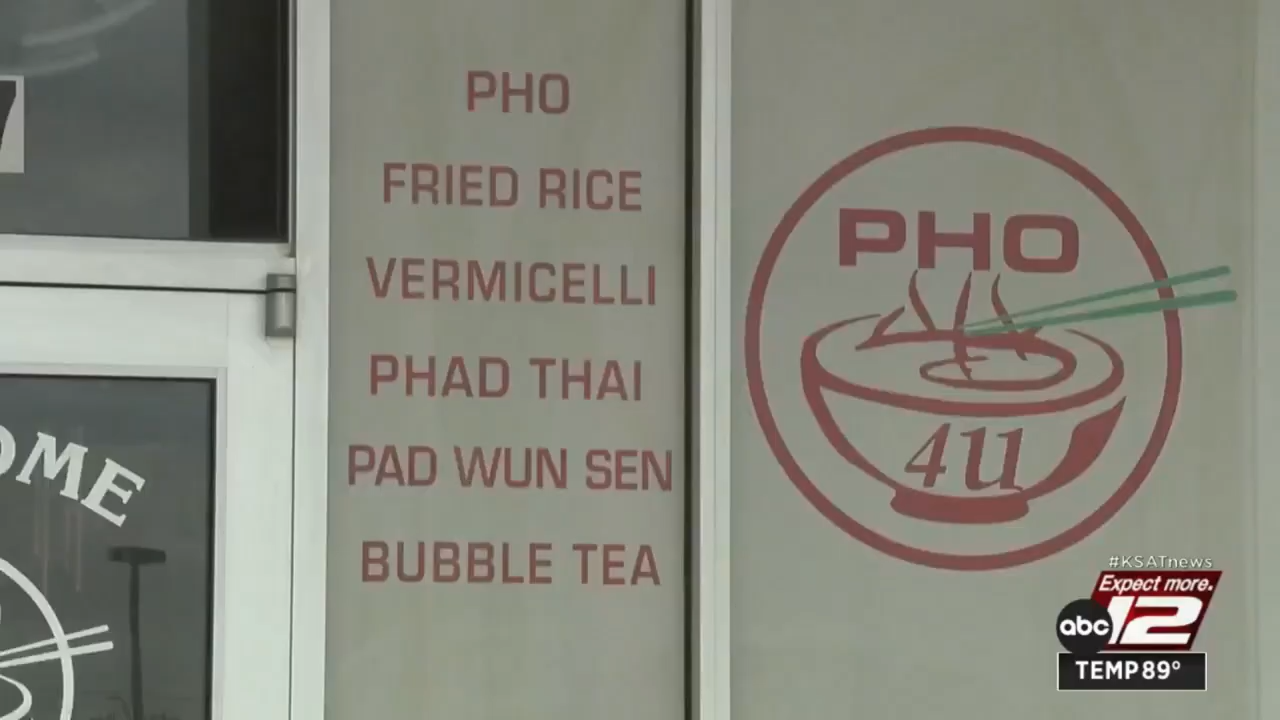 PHO
FRIED RICE
VERMICELLI
PHAD THAI
PAD WUN SEN
BUBBLE TEA
PHO
4U
OME
#KSATnews
Expect more.
abc 12
TEMP 89°